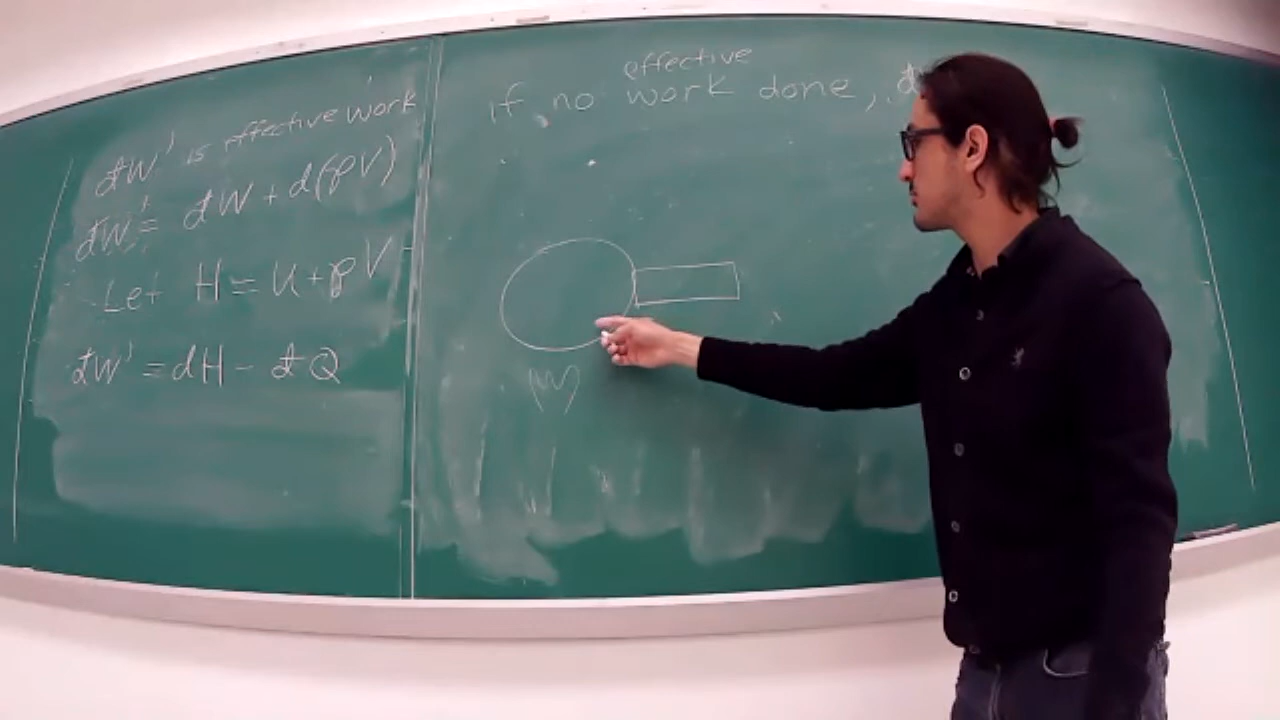 đW' is effective work
đW' = đW + d(pV)
Let H = U + pV
đW' = dH - đQ
effective
if no work done, đ